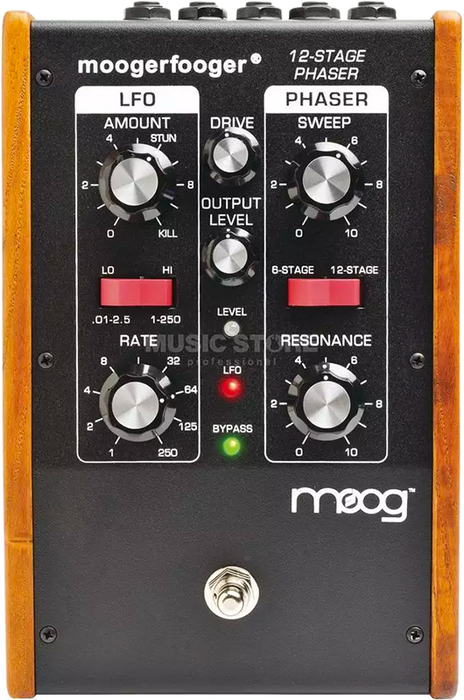 moogerfooger®
12-STAGE
PHASER
LFO
PHASER
AMOUNT
DRIVE
SWEEP
4 STUN
2 8
0 KILL
4 6
2 8
0 10
OUTPUT
LEVEL
LO HI
.01-2.5 1-250
6-STAGE 12-STAGE
LEVEL
MUSIC STORE
professional
RATE
LFO
RESONANCE
8 32
4 64
2 125
1 250
4 6
2 8
0 10
BYPASS
moog™